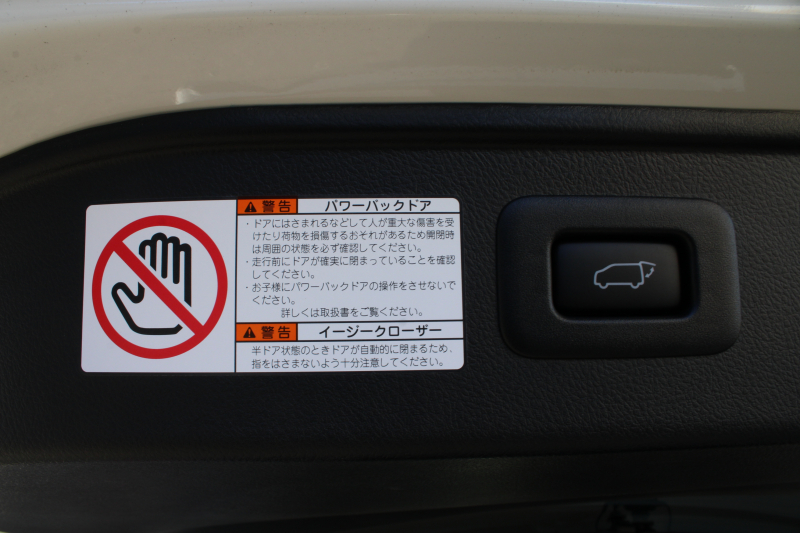 警告 パワーバックドア
・ドアにはさまれるなどして人が重大な傷害を受
けたり荷物を損傷するおそれがあるため開閉時
は周囲の状態を必ず確認してください。
・走行前にドアが確実に閉まっていることを確認
してください。
・お子様にパワーバックドアの操作をさせないで
ください。
詳しくは取扱書をご覧ください。
警告 イージークローザー
半ドア状態のときドアが自動的に閉まるため、
指をはさまないよう十分注意してください。